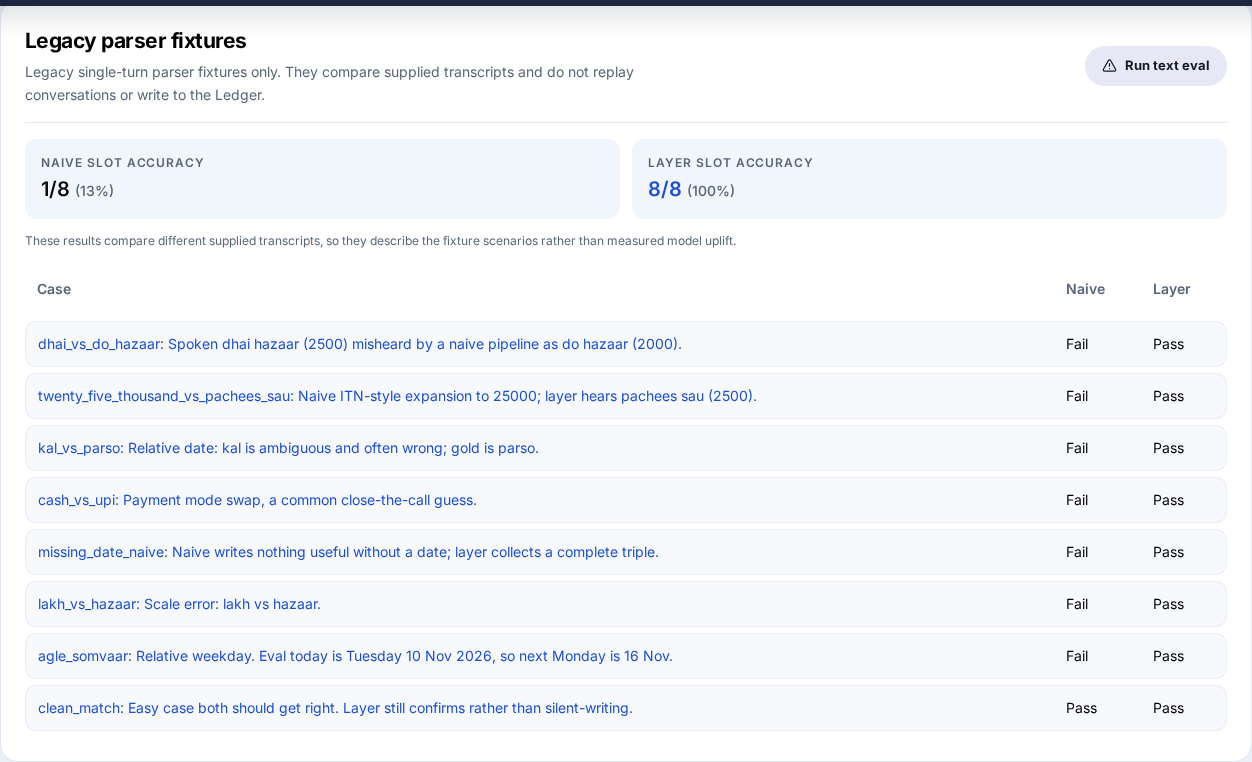 Legacy parser fixtures
Legacy single-turn parser fixtures only. They compare supplied transcripts and do not replay
conversations or write to the Ledger.
Run text eval
NAIVE SLOT ACCURACY
1/8 (13%)
LAYER SLOT ACCURACY
8/8 (100%)
These results compare different supplied transcripts, so they describe the fixture scenarios rather than measured model uplift.
Case Naive Layer
dhai_vs_do_hazaar: Spoken dhai hazaar (2500) misheard by a naive pipeline as do hazaar (2000). Fail Pass
twenty_five_thousand_vs_pachees_sau: Naive ITN-style expansion to 25000; layer hears pachees sau (2500). Fail Pass
kal_vs_parso: Relative date: kal is ambiguous and often wrong; gold is parso. Fail Pass
cash_vs_upi: Payment mode swap, a common close-the-call guess. Fail Pass
missing_date_naive: Naive writes nothing useful without a date; layer collects a complete triple. Fail Pass
lakh_vs_hazaar: Scale error: lakh vs hazaar. Fail Pass
agle_somvaar: Relative weekday. Eval today is Tuesday 10 Nov 2026, so next Monday is 16 Nov. Fail Pass
clean_match: Easy case both should get right. Layer still confirms rather than silent-writing. Pass Pass